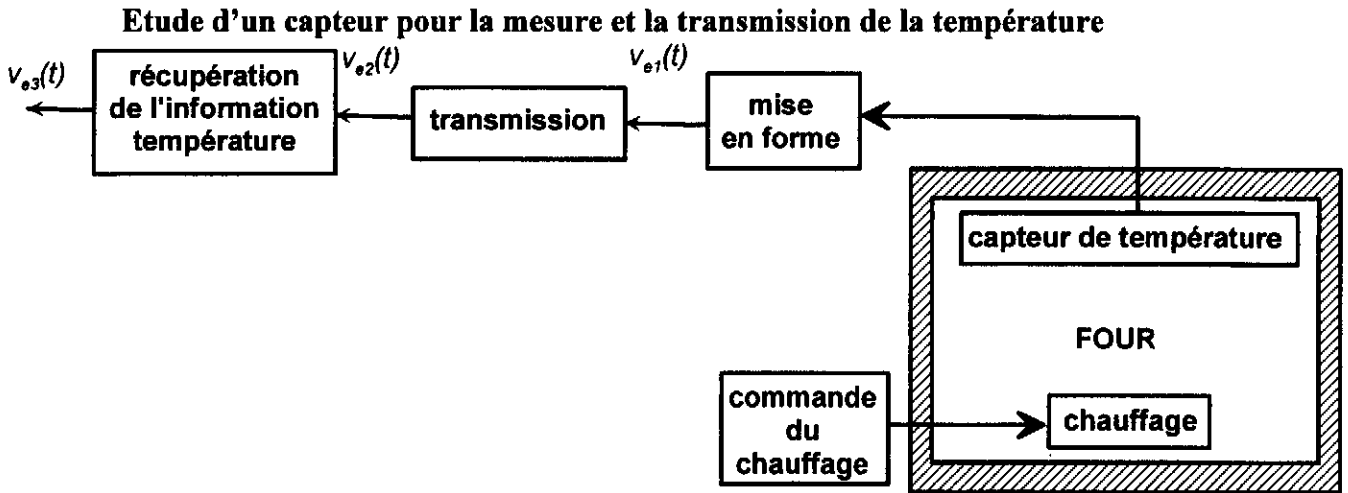 Etude d'un capteur pour la mesure et la transmission de la température
v_e3(t)
récupération
de l'information
température
v_e2(t)
transmission
v_e1(t)
mise
en forme
capteur de température
FOUR
commande
du
chauffage
chauffage